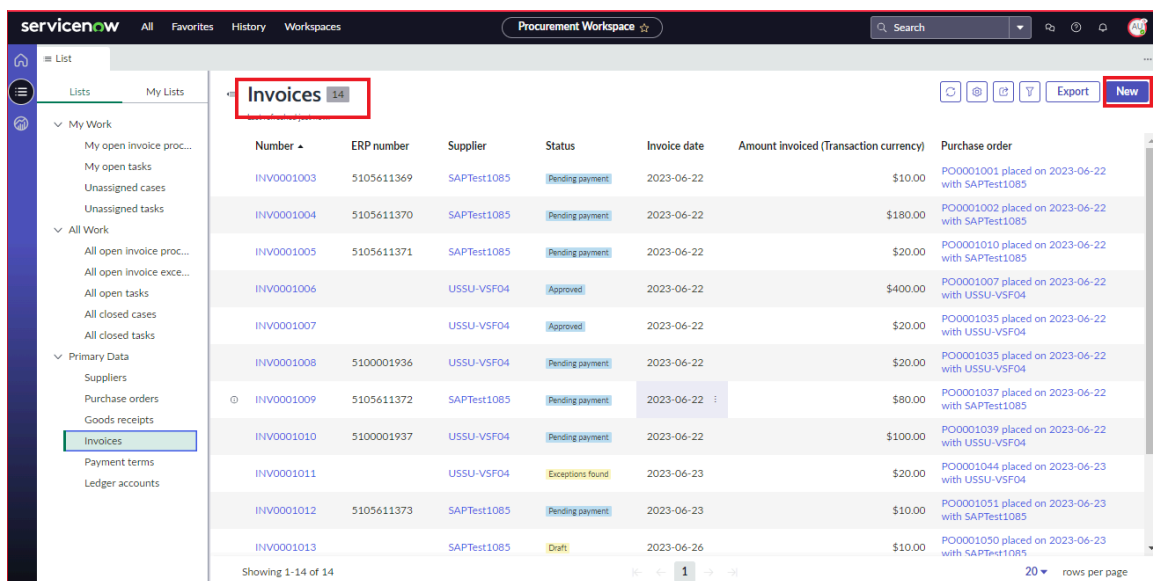 servicenow All Favorites History Workspaces Procurement Workspace Search AU
List
Lists My Lists
Invoices 14
Export New
My Work
My open invoice proc...
My open tasks
Unassigned cases
Unassigned tasks
All Work
All open invoice proc...
All open invoice exce...
All open tasks
All closed cases
All closed tasks
Primary Data
Suppliers
Purchase orders
Goods receipts
Invoices
Payment terms
Ledger accounts
Number ERP number Supplier Status Invoice date Amount invoiced (Transaction currency) Purchase order
INV0001003 5105611369 SAPTest1085 Pending payment 2023-06-22 $10.00 PO0001001 placed on 2023-06-22
with SAPTest1085
INV0001004 5105611370 SAPTest1085 Pending payment 2023-06-22 $180.00 PO0001002 placed on 2023-06-22
with SAPTest1085
INV0001005 5105611371 SAPTest1085 Pending payment 2023-06-22 $20.00 PO0001010 placed on 2023-06-22
with SAPTest1085
INV0001006 USSU-VSF04 Approved 2023-06-22 $400.00 PO0001007 placed on 2023-06-22
with USSU-VSF04
INV0001007 USSU-VSF04 Approved 2023-06-22 $20.00 PO0001035 placed on 2023-06-22
with USSU-VSF04
INV0001008 5100001936 USSU-VSF04 Pending payment 2023-06-22 $20.00 PO0001035 placed on 2023-06-22
with USSU-VSF04
INV0001009 5105611372 SAPTest1085 Pending payment 2023-06-22 $80.00 PO0001037 placed on 2023-06-22
with SAPTest1085
INV0001010 5100001937 USSU-VSF04 Pending payment 2023-06-22 $100.00 PO0001039 placed on 2023-06-22
with USSU-VSF04
INV0001011 USSU-VSF04 Exceptions found 2023-06-23 $20.00 PO0001044 placed on 2023-06-23
with USSU-VSF04
INV0001012 5105611373 SAPTest1085 Pending payment 2023-06-23 $10.00 PO0001051 placed on 2023-06-23
with SAPTest1085
INV0001013 SAPTest1085 Draft 2023-06-26 $10.00 PO0001050 placed on 2023-06-23
with SAPTest1085
Showing 1-14 of 14 1 20 rows per page